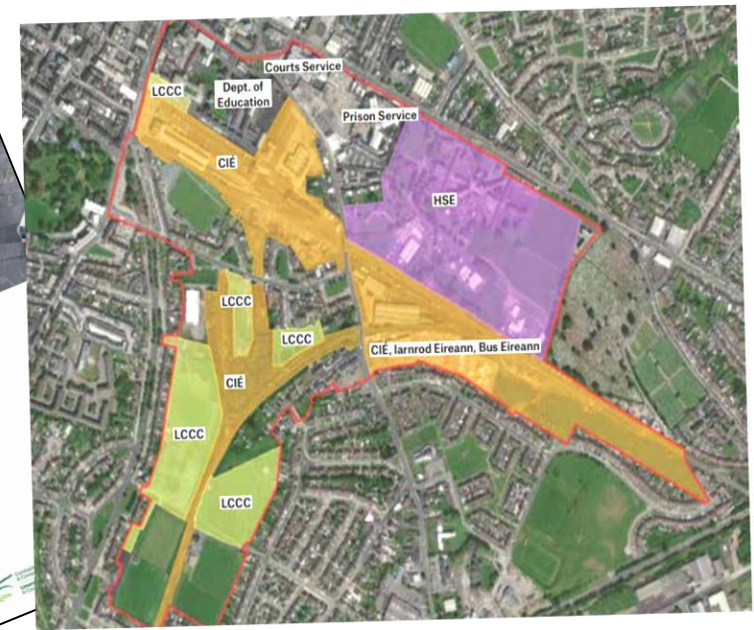 Courts Service
LCCC
Dept. of
Education
Prison Service
CIÉ
HSE
LCCC
LCCC
CIÉ, Iarnrod Eireann, Bus Eireann
CIÉ
LCCC
LCCC